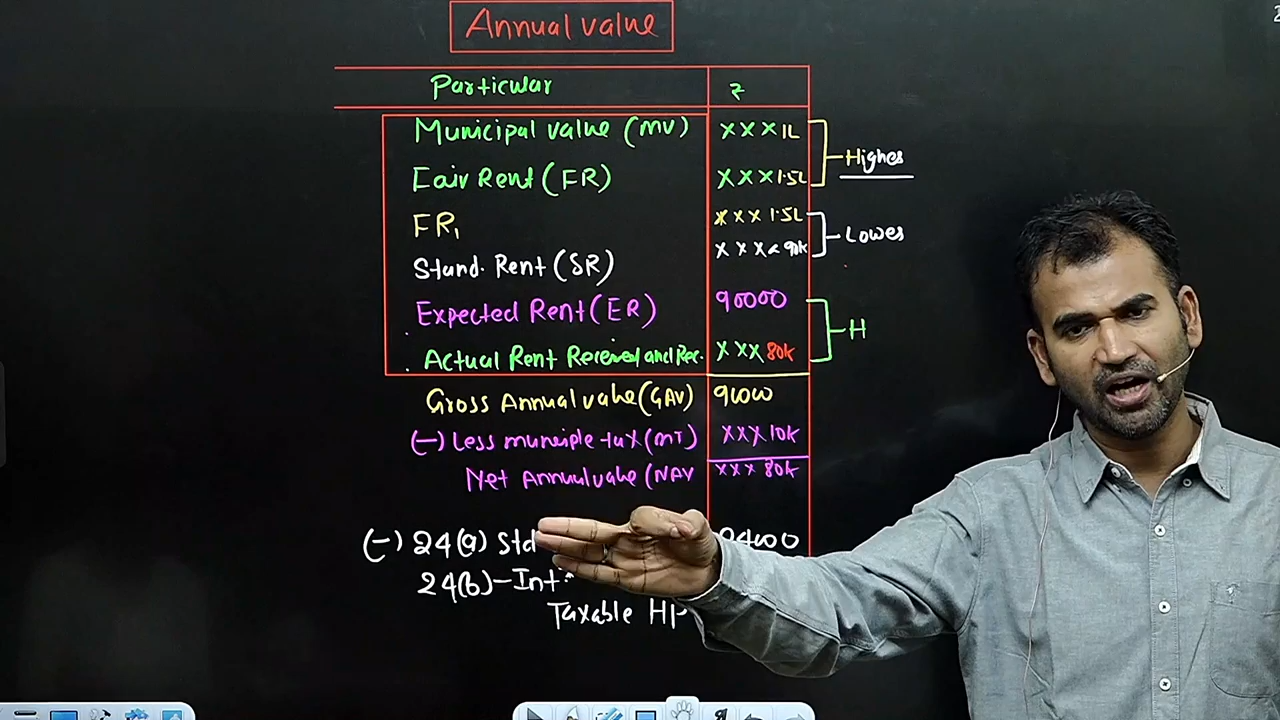 Annual value
Particular ₹
Municipal value (MV) XXX 1L
Highes
Fair Rent (FR) XXX 1.5L
FR1 XXX 1.5L
Lowes
XXX < 90k
Stand. Rent (SR)
Expected Rent (ER) 90000
H
Actual Rent Received and Rec. XXX 80k
Gross Annual value (GAV) 90000
(-) Less municiple tax (MT) XXX 10k
Net Annual value (NAV XXX 80k
(-) 24(a) Std 24000
24(b) - Int
Taxable HP